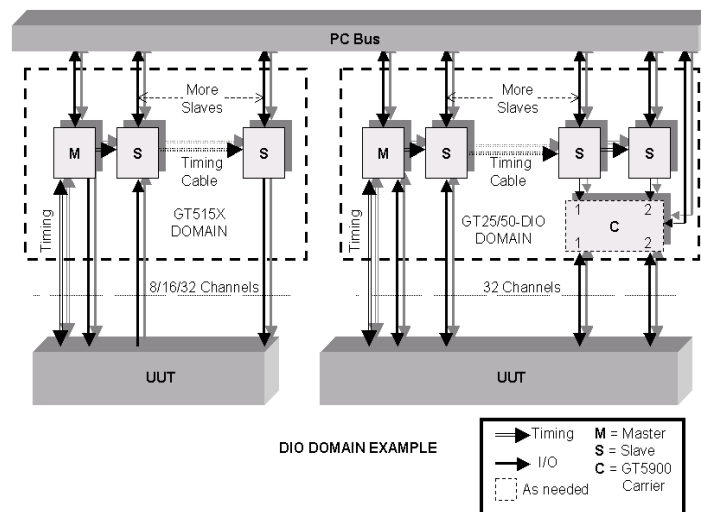 PC Bus
More
Slaves
More
Slaves
M
S
S
M
S
S
S
Timing
Cable
Timing
Cable
GT515X
DOMAIN
GT25/50-DIO
DOMAIN
1
2
C
1
2
Timing
Timing
8/16/32 Channels
32 Channels
UUT
UUT
DIO DOMAIN EXAMPLE
Timing
I/O
As needed
M = Master
S = Slave
C = GT5900
Carrier